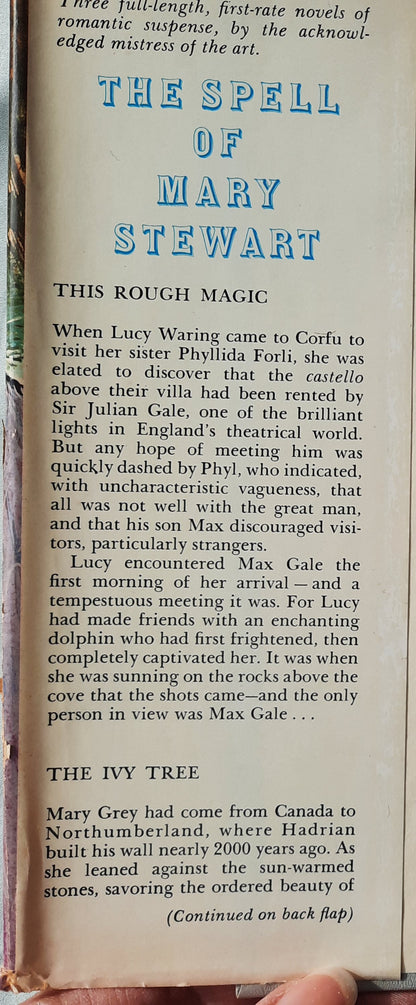 Three full-length, first-rate novels of
romantic suspense, by the acknowl-
edged mistress of the art.
THE SPELL
OF
MARY
STEWART
THIS ROUGH MAGIC
When Lucy Waring came to Corfu to
visit her sister Phyllida Forli, she was
elated to discover that the castello
above their villa had been rented by
Sir Julian Gale, one of the brilliant
lights in England's theatrical world.
But any hope of meeting him was
quickly dashed by Phyl, who indicated,
with uncharacteristic vagueness, that
all was not well with the great man,
and that his son Max discouraged visi-
tors, particularly strangers.
Lucy encountered Max Gale the
first morning of her arrival—and a
tempestuous meeting it was. For Lucy
had made friends with an enchanting
dolphin who had first frightened, then
completely captivated her. It was when
she was sunning on the rocks above the
cove that the shots came—and the only
person in view was Max Gale . . .
THE IVY TREE
Mary Grey had come from Canada to
Northumberland, where Hadrian
built his wall nearly 2000 years ago. As
she leaned against the sun-warmed
stones, savoring the ordered beauty of
(Continued on back flap)